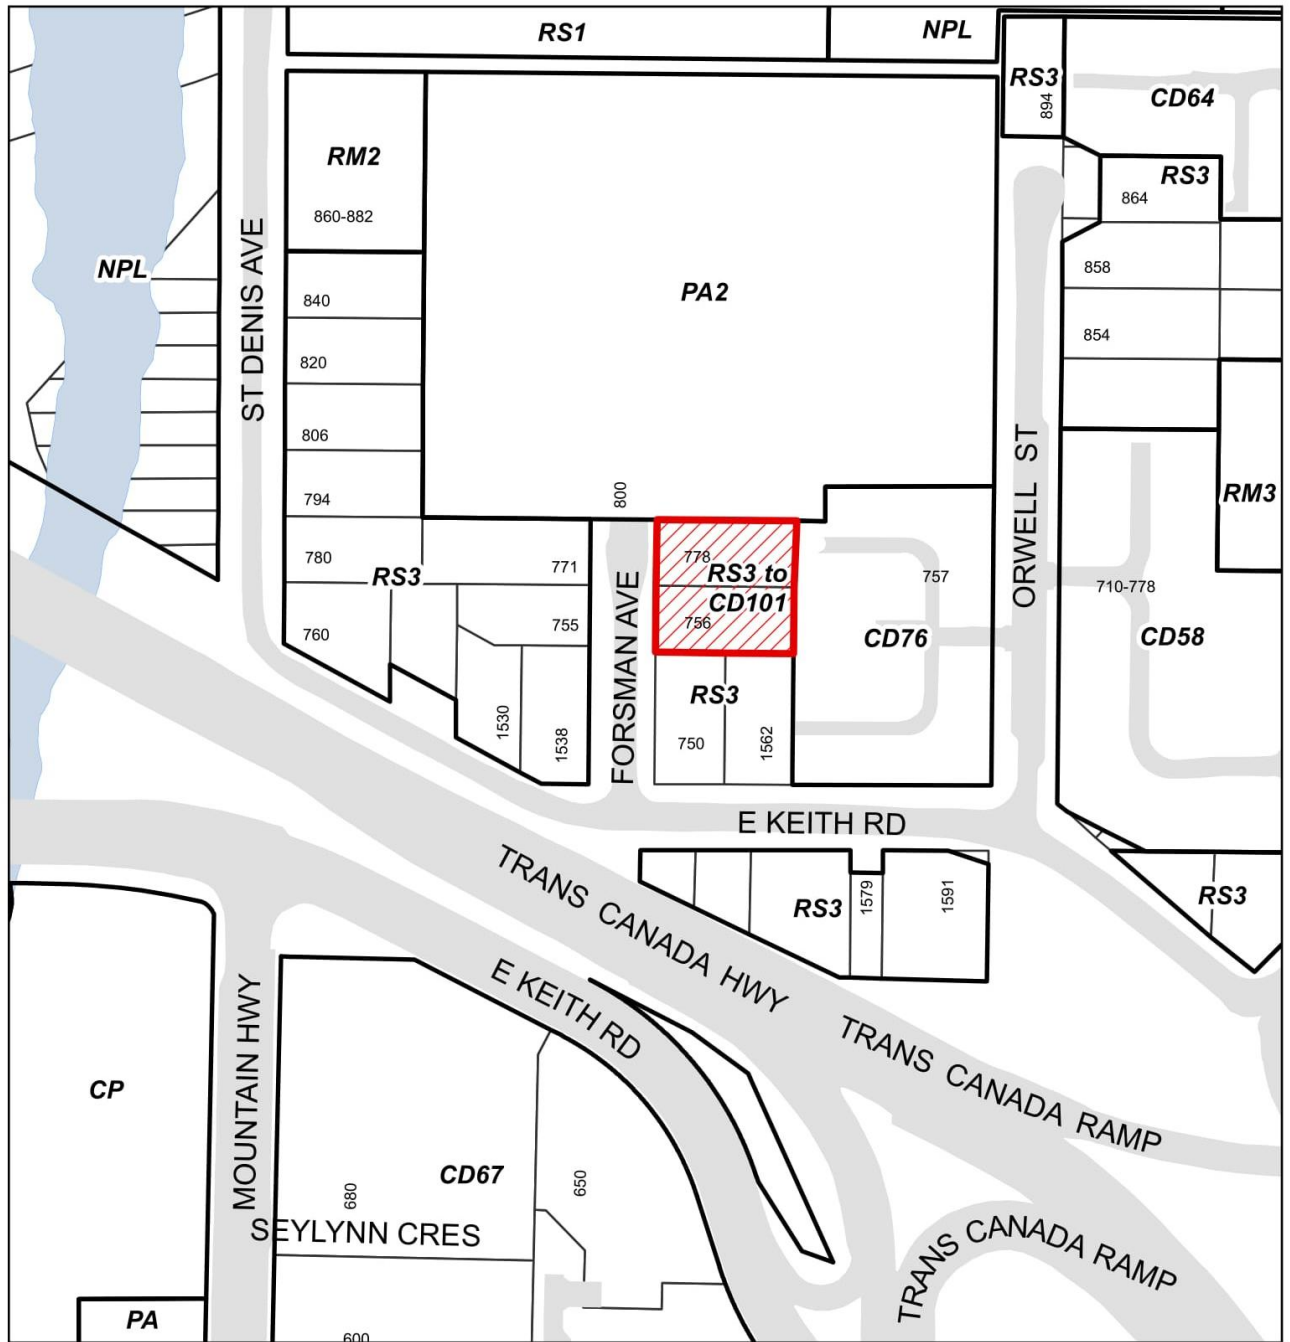 RS1
NPL
RS3
894
CD64
RM2
860-882
RS3
864
ST DENIS AVE
NPL
PA2
858
840
854
820
806
794
800
ORWELL ST
RM3
780
RS3
771
FORSMAN AVE
778
RS3 to
CD101
756
757
710-778
CD76
CD58
760
755
RS3
1530
1538
750
1562
E KEITH RD
TRANS CANADA HWY
RS3
1579
1591
RS3
E KEITH RD
MOUNTAIN HWY
TRANS CANADA RAMP
CP
CD67
680
650
SEYLYNN CRES
TRANS CANADA RAMP
PA
600